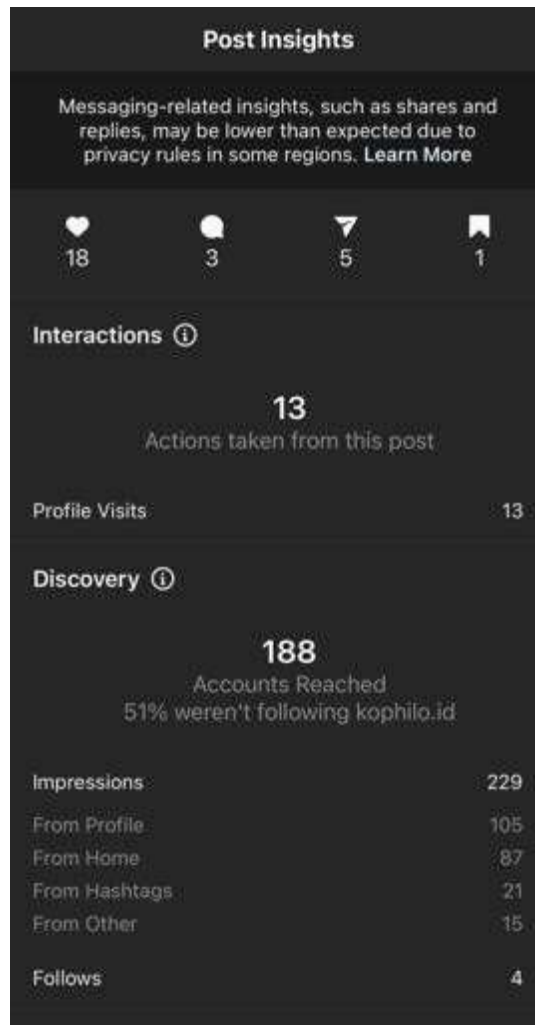 Post Insights
Messaging-related insights, such as shares and
replies, may be lower than expected due to
privacy rules in some regions. Learn More
18 3 5 1
Interactions
13
Actions taken from this post
Profile Visits 13
Discovery
188
Accounts Reached
51% weren't following kophilo.id
Impressions 229
From Profile 105
From Home 87
From Hashtags 21
From Other 15
Follows 4